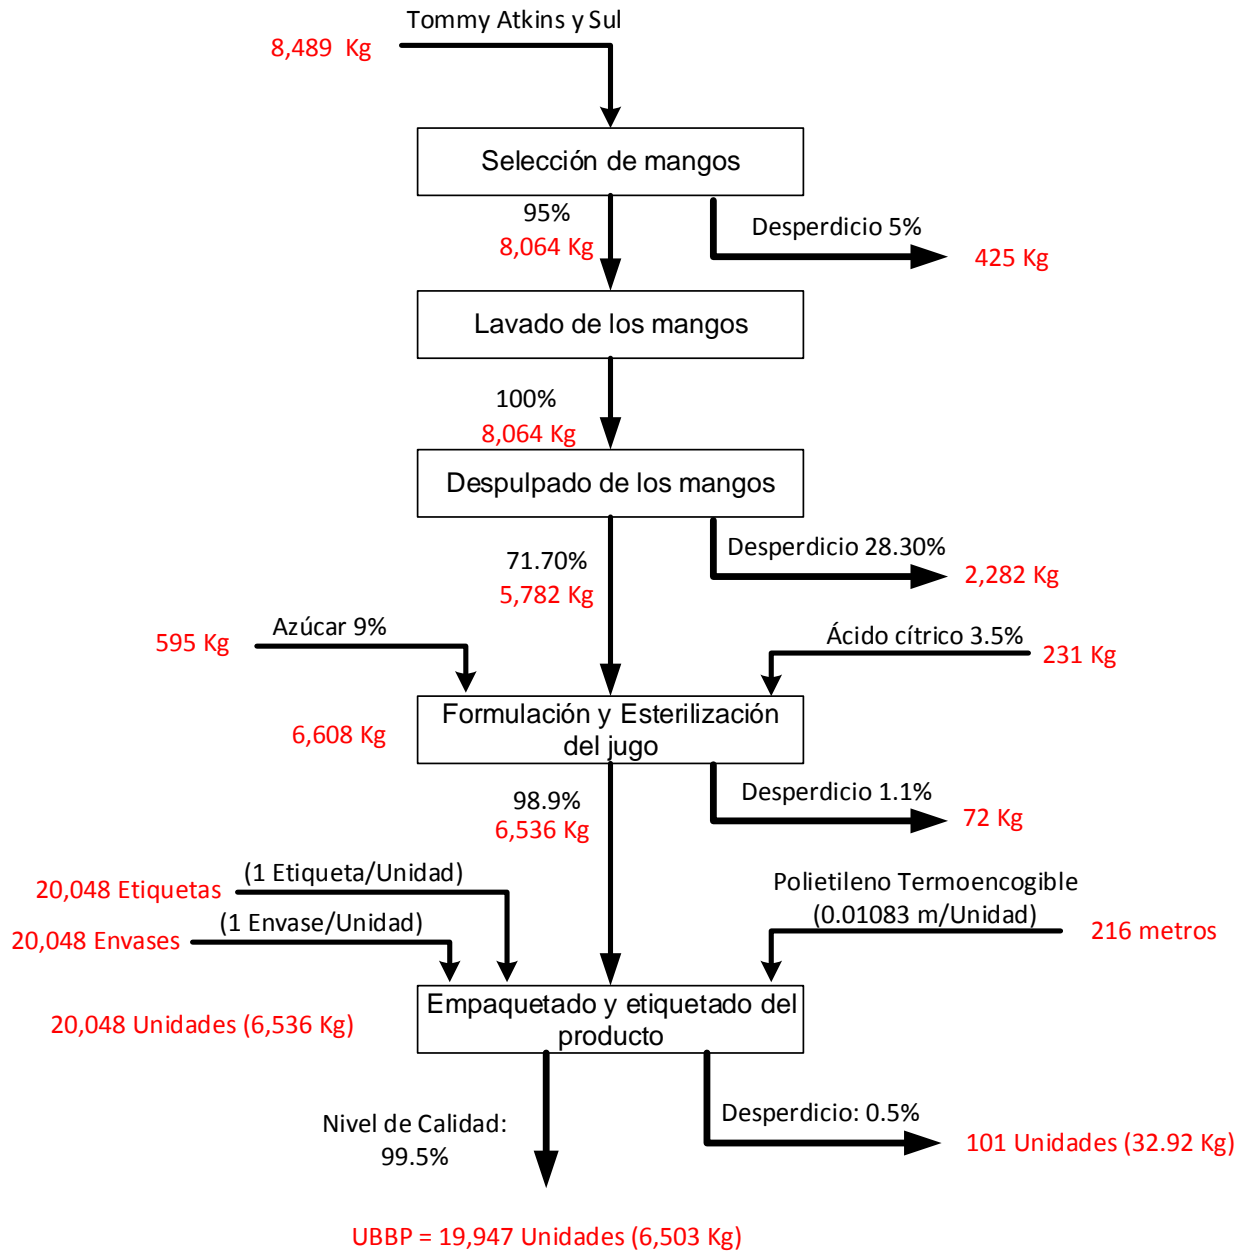 Tommy Atkins y Sul
8,489 Kg
Selección de mangos
95%
8,064 Kg
Desperdicio 5%
425 Kg
Lavado de los mangos
100%
8,064 Kg
Despulpado de los mangos
71.70%
5,782 Kg
Desperdicio 28.30%
2,282 Kg
595 Kg
Azúcar 9%
Ácido cítrico 3.5%
231 Kg
6,608 Kg
Formulación y Esterilización
del jugo
98.9%
6,536 Kg
Desperdicio 1.1%
72 Kg
20,048 Etiquetas
(1 Etiqueta/Unidad)
20,048 Envases
(1 Envase/Unidad)
Polietileno Termoencogible
(0.01083 m/Unidad)
216 metros
20,048 Unidades (6,536 Kg)
Empaquetado y etiquetado del
producto
Nivel de Calidad:
99.5%
Desperdicio: 0.5%
101 Unidades (32.92 Kg)
UBBP = 19,947 Unidades (6,503 Kg)